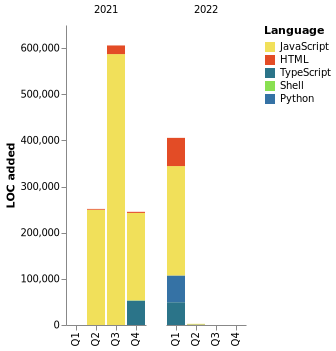 2021
2022
LOC added
600,000
500,000
400,000
300,000
200,000
100,000
0
Q1
Q2
Q3
Q4
Q1
Q2
Q3
Q4
Language
JavaScript
HTML
TypeScript
Shell
Python